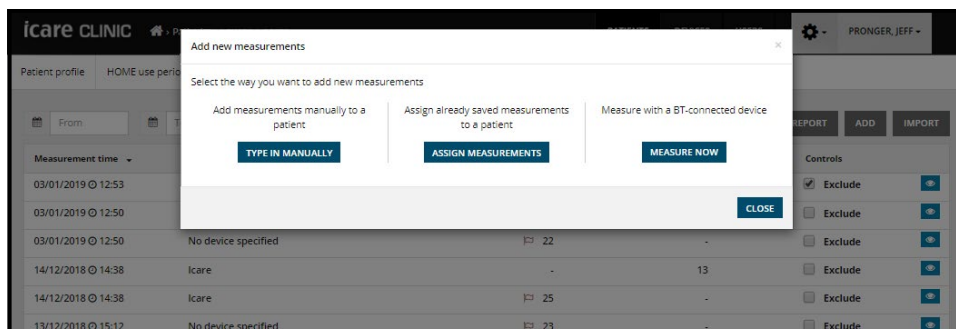 icare CLINIC
PATIENTS DEVICES USERS PRONGER, JEFF
Add new measurements ×
Patient profile HOME use
Select the way you want to add new measurements
Add measurements manually to a patient
TYPE IN MANUALLY
Assign already saved measurements to a patient
ASSIGN MEASUREMENTS
Measure with a BT-connected device
MEASURE NOW
CLOSE
From ADD IMPORT
Measurement time Controls
03/01/2019 12:53 Exclude
03/01/2019 12:50 Exclude
03/01/2019 12:50 No device specified 22 - Exclude
14/12/2018 14:38 Icare - 13 Exclude
14/12/2018 14:38 Icare 25 - Exclude
13/12/2018 15:12 No device specified 23 - Exclude